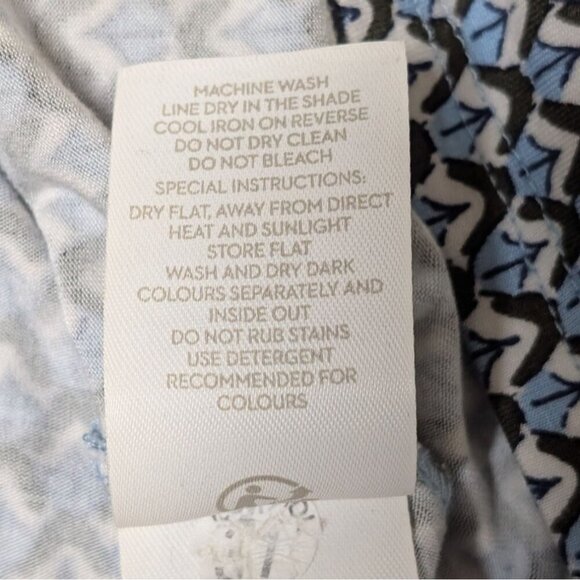 MACHINE WASH
LINE DRY IN THE SHADE
COOL IRON ON REVERSE
DO NOT DRY CLEAN
DO NOT BLEACH
SPECIAL INSTRUCTIONS:
DRY FLAT, AWAY FROM DIRECT
HEAT AND SUNLIGHT
STORE FLAT
WASH AND DRY DARK
COLOURS SEPARATELY AND
INSIDE OUT
DO NOT RUB STAINS
USE DETERGENT
RECOMMENDED FOR
COLOURS